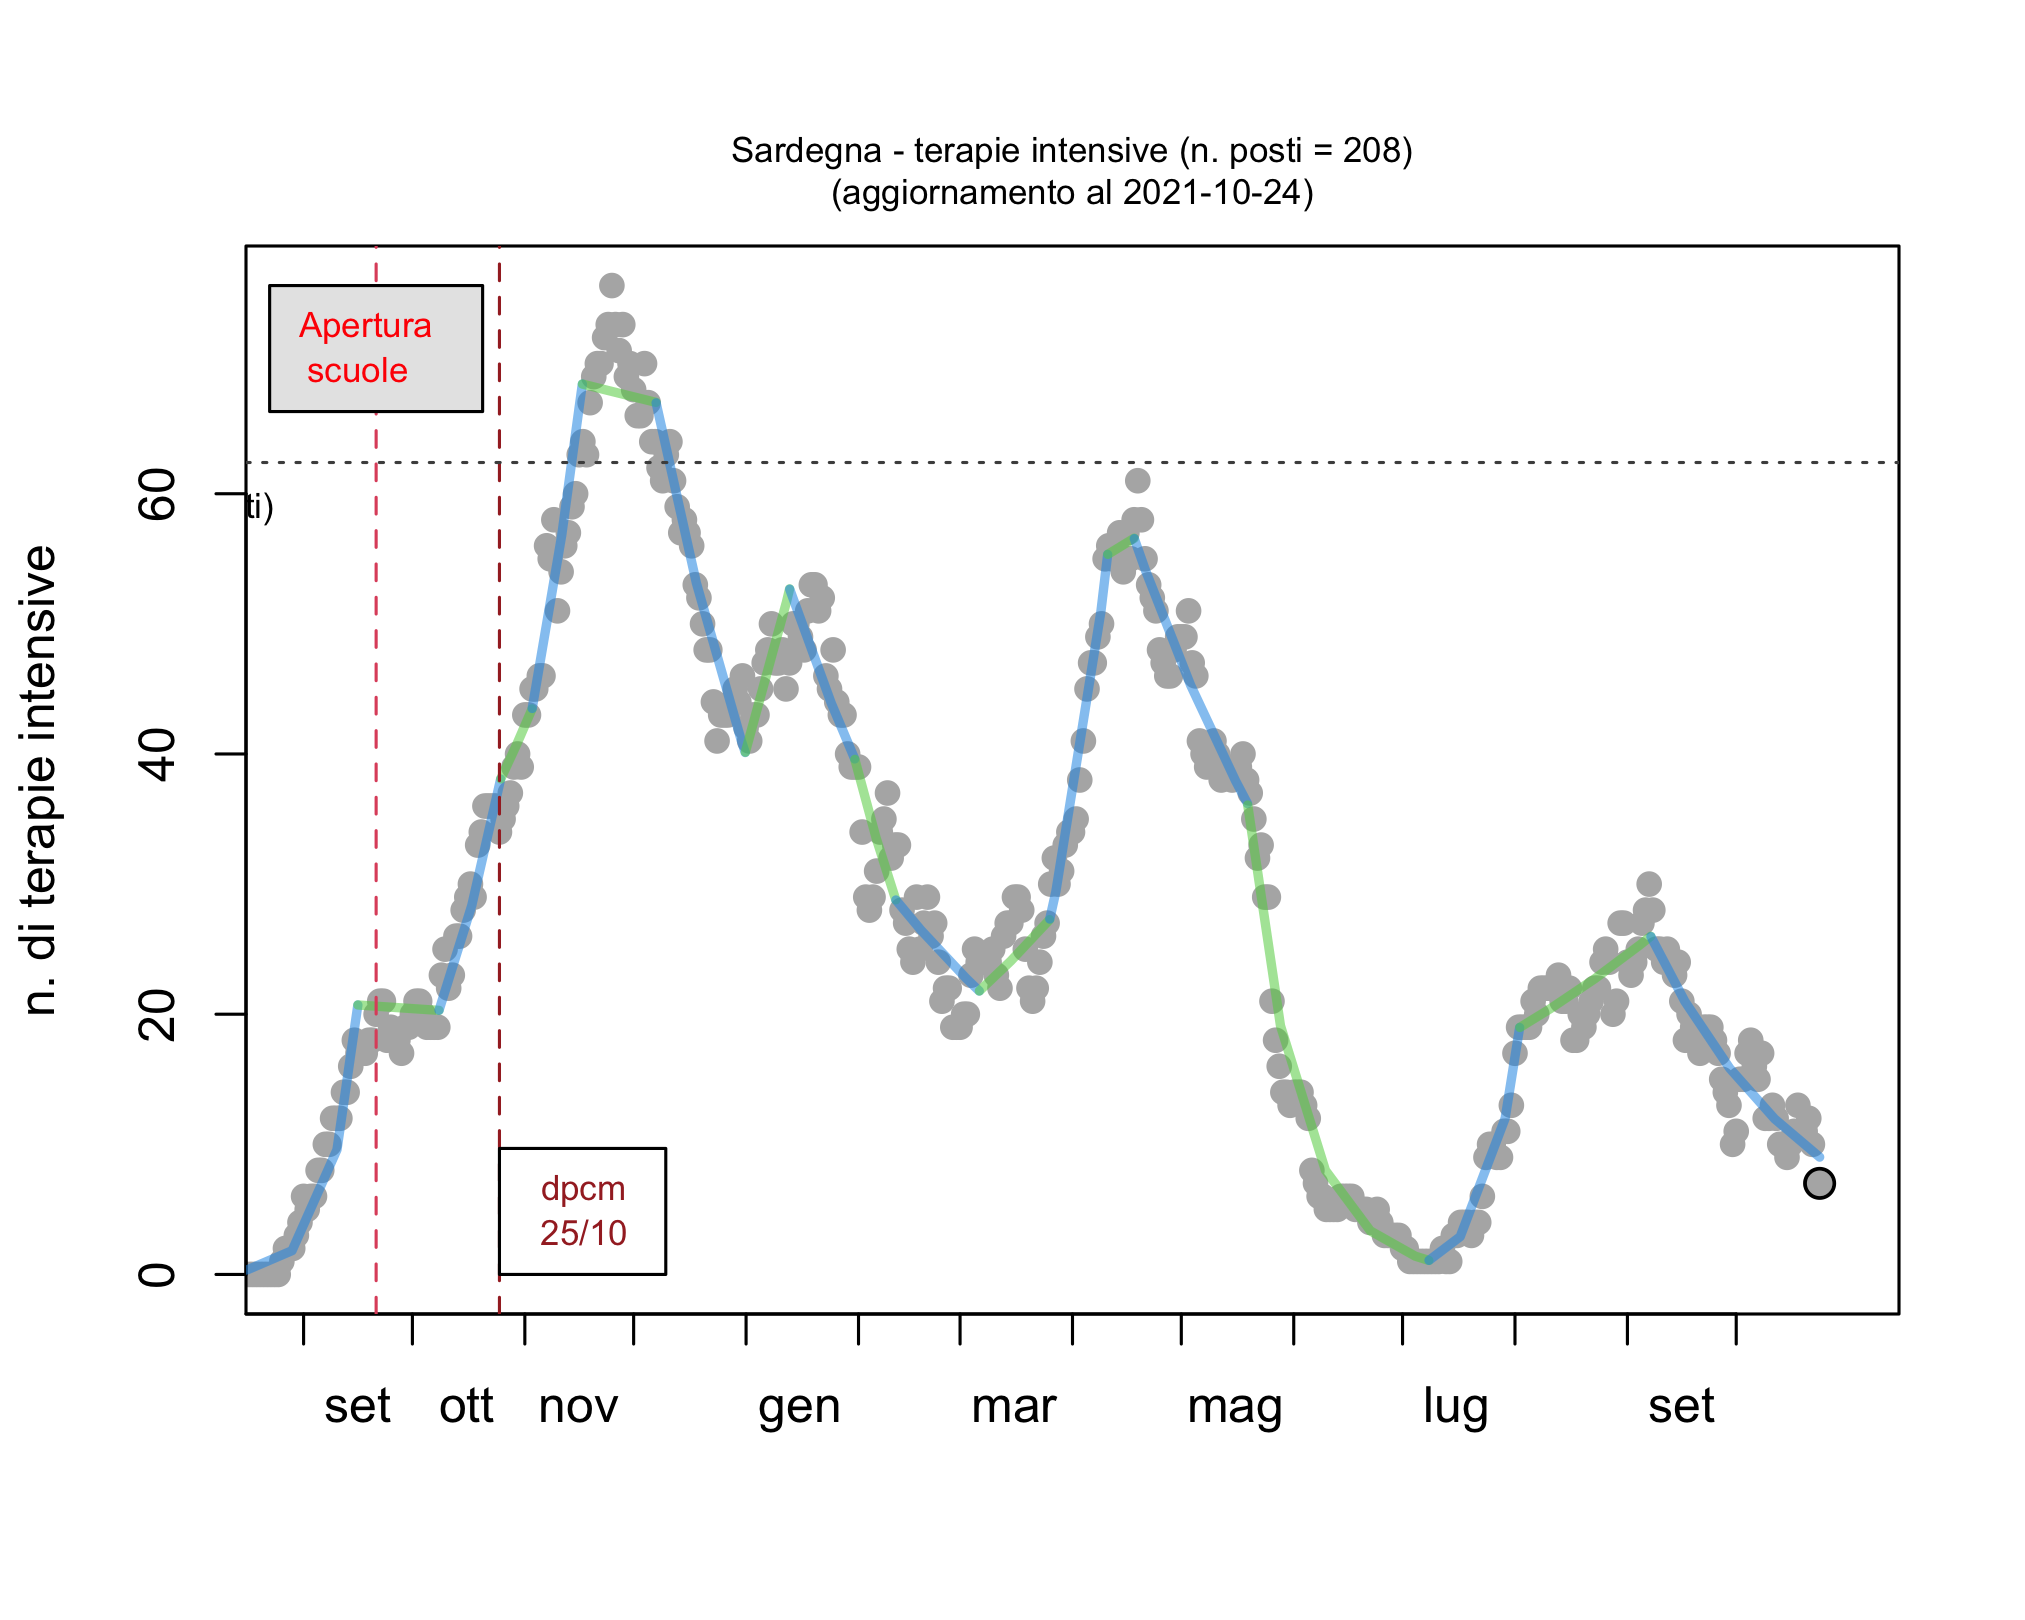 Sardegna - terapie intensive (n. posti = 208)
(aggiornamento al 2021-10-24)
Apertura
scuole
ti)
n. di terapie intensive
60
40
20
0
dpcm
25/10
set ott nov gen mar mag lug set